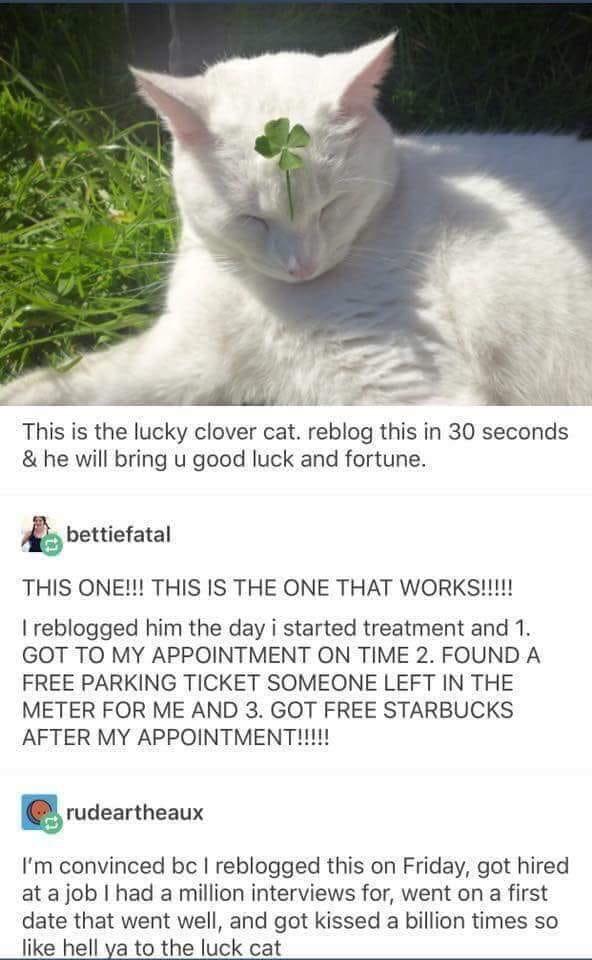 This is the lucky clover cat. reblog this in 30 seconds
& he will bring u good luck and fortune.
bettiefatal
THIS ONE!!! THIS IS THE ONE THAT WORKS!!!!!
I reblogged him the day i started treatment and 1.
GOT TO MY APPOINTMENT ON TIME 2. FOUND A
FREE PARKING TICKET SOMEONE LEFT IN THE
METER FOR ME AND 3. GOT FREE STARBUCKS
AFTER MY APPOINTMENT!!!!!
rudeartheaux
I'm convinced bc I reblogged this on Friday, got hired
at a job I had a million interviews for, went on a first
date that went well, and got kissed a billion times so
like hell ya to the luck cat